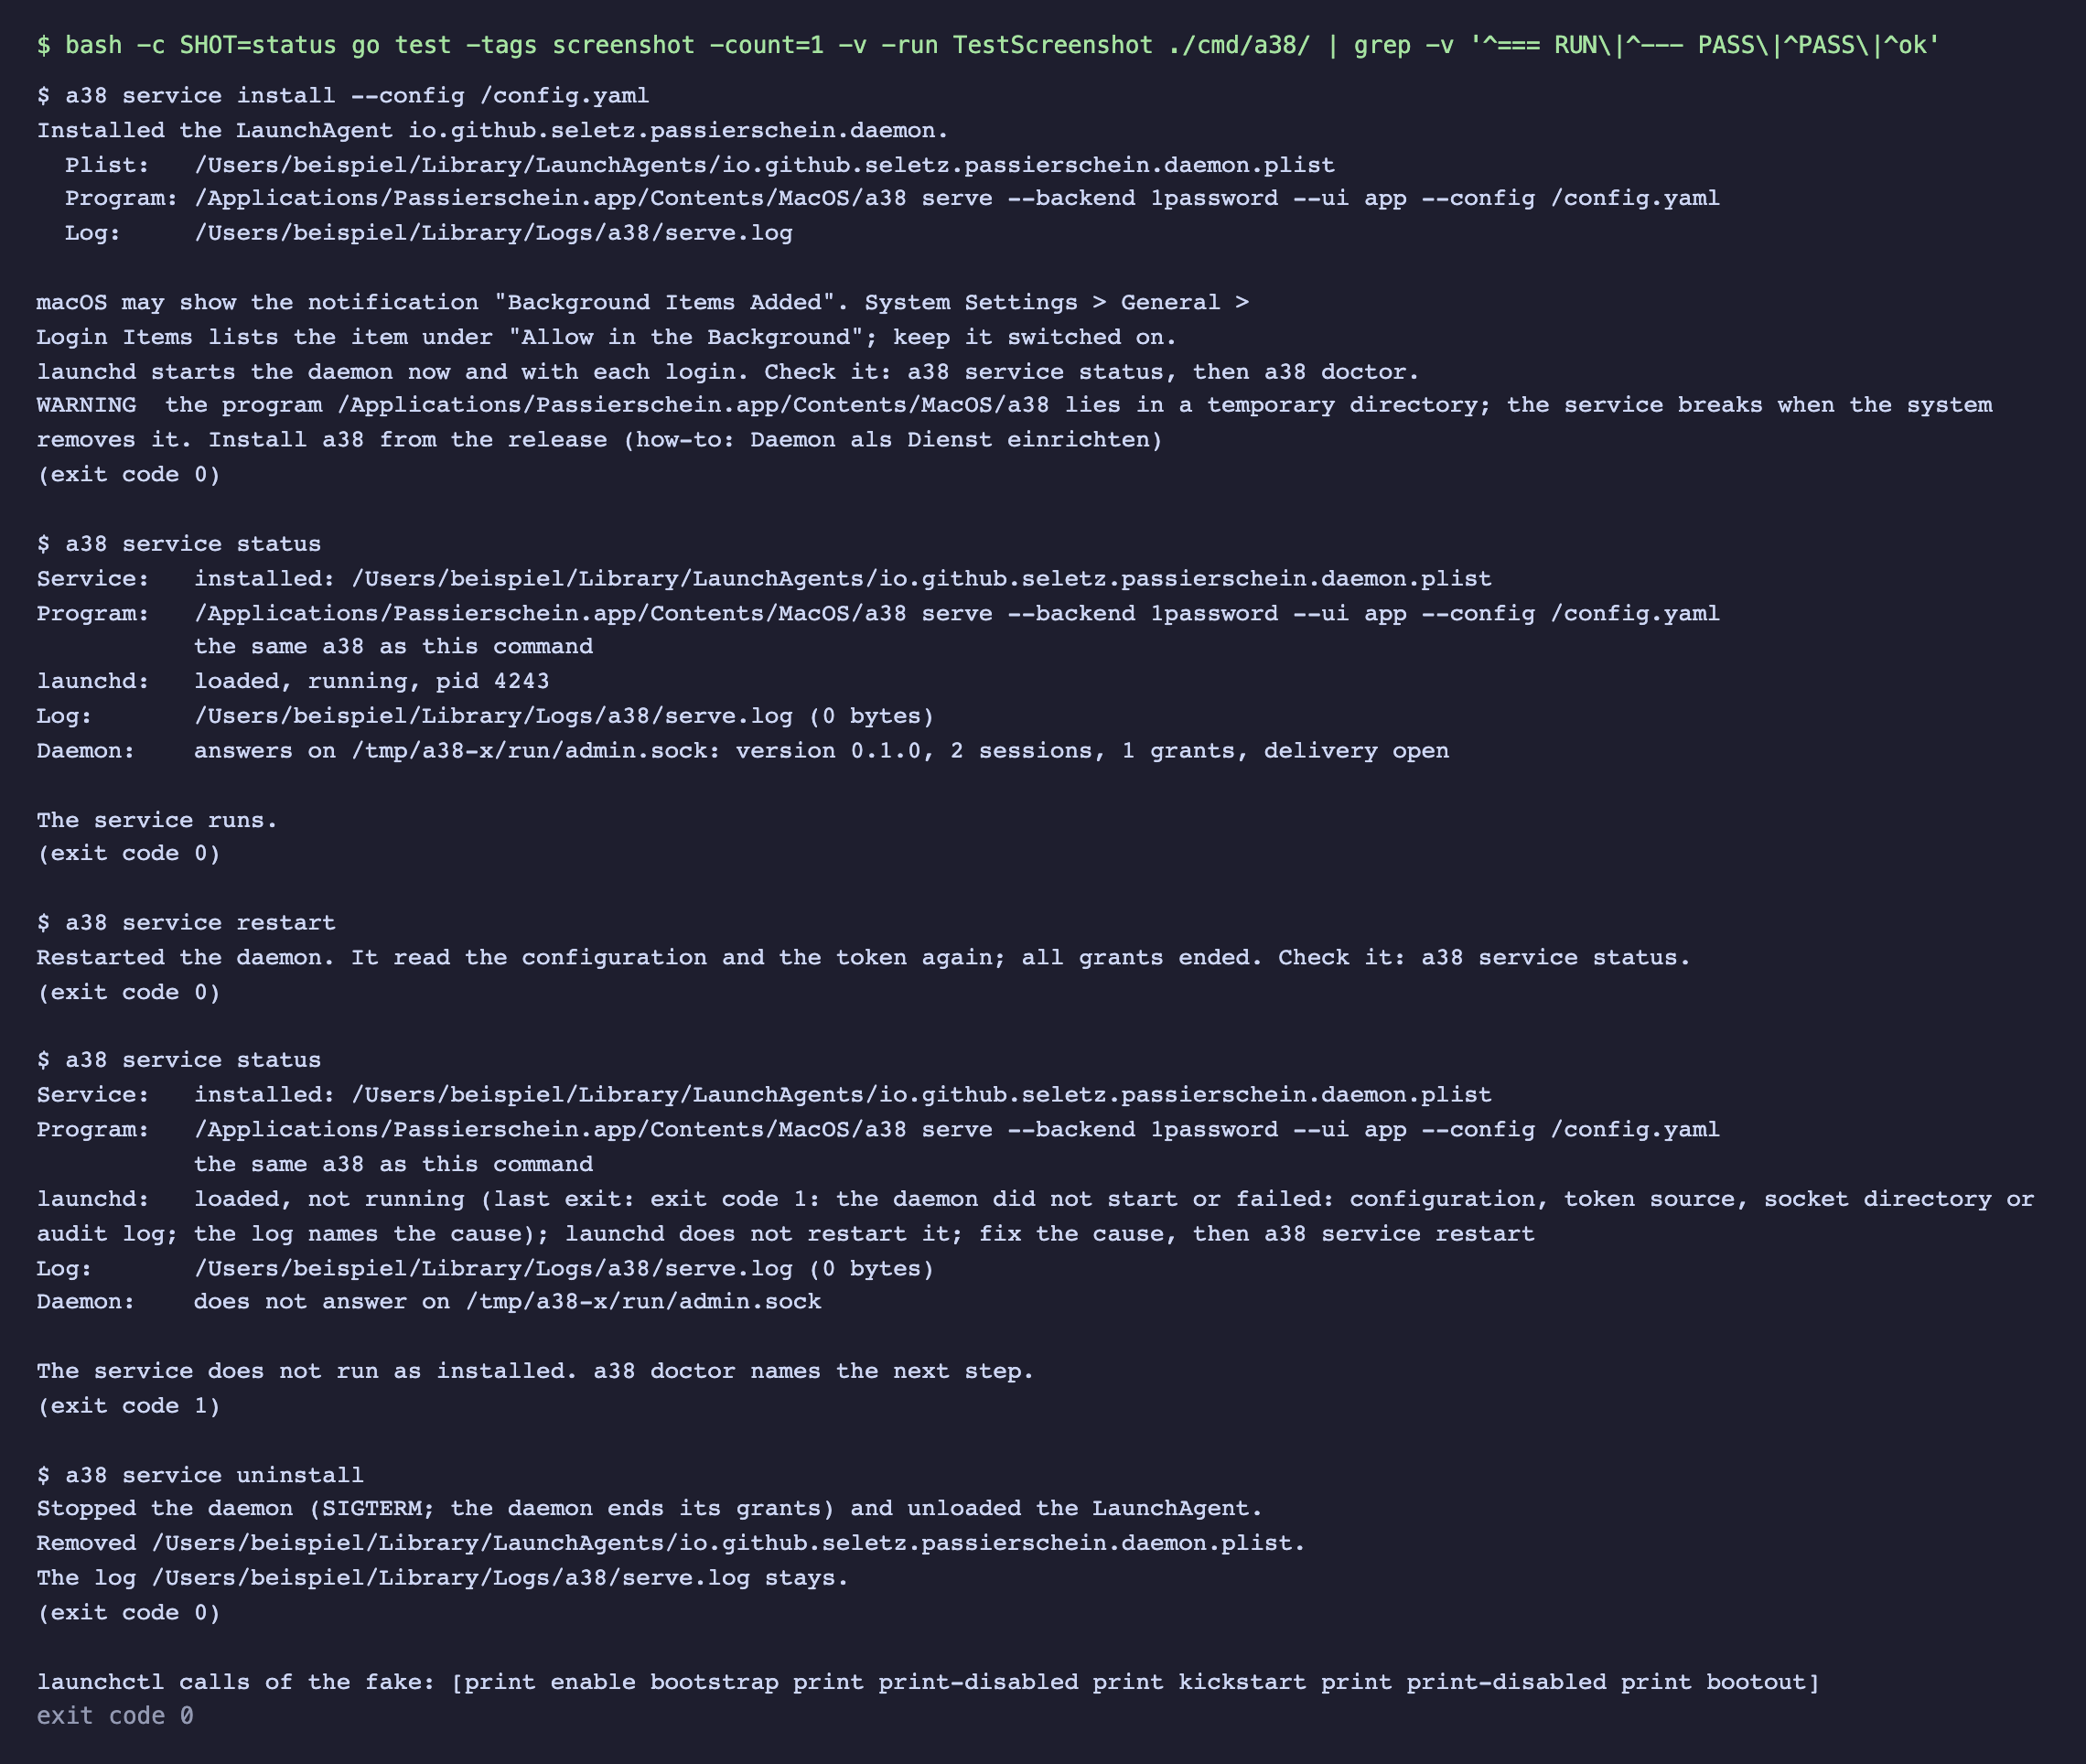 $ bash -c SHOT=status go test -tags screenshot -count=1 -v -run TestScreenshot ./cmd/a38/ | grep -v '^=== RUN\|^--- PASS\|^PASS\|^ok'
$ a38 service install --config /config.yaml
Installed the LaunchAgent io.github.seletz.passierschein.daemon.
  Plist:   /Users/beispiel/Library/LaunchAgents/io.github.seletz.passierschein.daemon.plist
  Program: /Applications/Passierschein.app/Contents/MacOS/a38 serve --backend 1password --ui app --config /config.yaml
  Log:     /Users/beispiel/Library/Logs/a38/serve.log

macOS may show the notification "Background Items Added". System Settings > General >
Login Items lists the item under "Allow in the Background"; keep it switched on.
launchd starts the daemon now and with each login. Check it: a38 service status, then a38 doctor.
WARNING  the program /Applications/Passierschein.app/Contents/MacOS/a38 lies in a temporary directory; the service breaks when the system
removes it. Install a38 from the release (how-to: Daemon als Dienst einrichten)
(exit code 0)

$ a38 service status
Service:   installed: /Users/beispiel/Library/LaunchAgents/io.github.seletz.passierschein.daemon.plist
Program:   /Applications/Passierschein.app/Contents/MacOS/a38 serve --backend 1password --ui app --config /config.yaml
           the same a38 as this command
launchd:   loaded, running, pid 4243
Log:       /Users/beispiel/Library/Logs/a38/serve.log (0 bytes)
Daemon:    answers on /tmp/a38-x/run/admin.sock: version 0.1.0, 2 sessions, 1 grants, delivery open

The service runs.
(exit code 0)

$ a38 service restart
Restarted the daemon. It read the configuration and the token again; all grants ended. Check it: a38 service status.
(exit code 0)

$ a38 service status
Service:   installed: /Users/beispiel/Library/LaunchAgents/io.github.seletz.passierschein.daemon.plist
Program:   /Applications/Passierschein.app/Contents/MacOS/a38 serve --backend 1password --ui app --config /config.yaml
           the same a38 as this command
launchd:   loaded, not running (last exit: exit code 1: the daemon did not start or failed: configuration, token source, socket directory or
audit log; the log names the cause); launchd does not restart it; fix the cause, then a38 service restart
Log:       /Users/beispiel/Library/Logs/a38/serve.log (0 bytes)
Daemon:    does not answer on /tmp/a38-x/run/admin.sock

The service does not run as installed. a38 doctor names the next step.
(exit code 1)

$ a38 service uninstall
Stopped the daemon (SIGTERM; the daemon ends its grants) and unloaded the LaunchAgent.
Removed /Users/beispiel/Library/LaunchAgents/io.github.seletz.passierschein.daemon.plist.
The log /Users/beispiel/Library/Logs/a38/serve.log stays.
(exit code 0)

launchctl calls of the fake: [print enable bootstrap print print-disabled print kickstart print print-disabled print bootout]
exit code 0